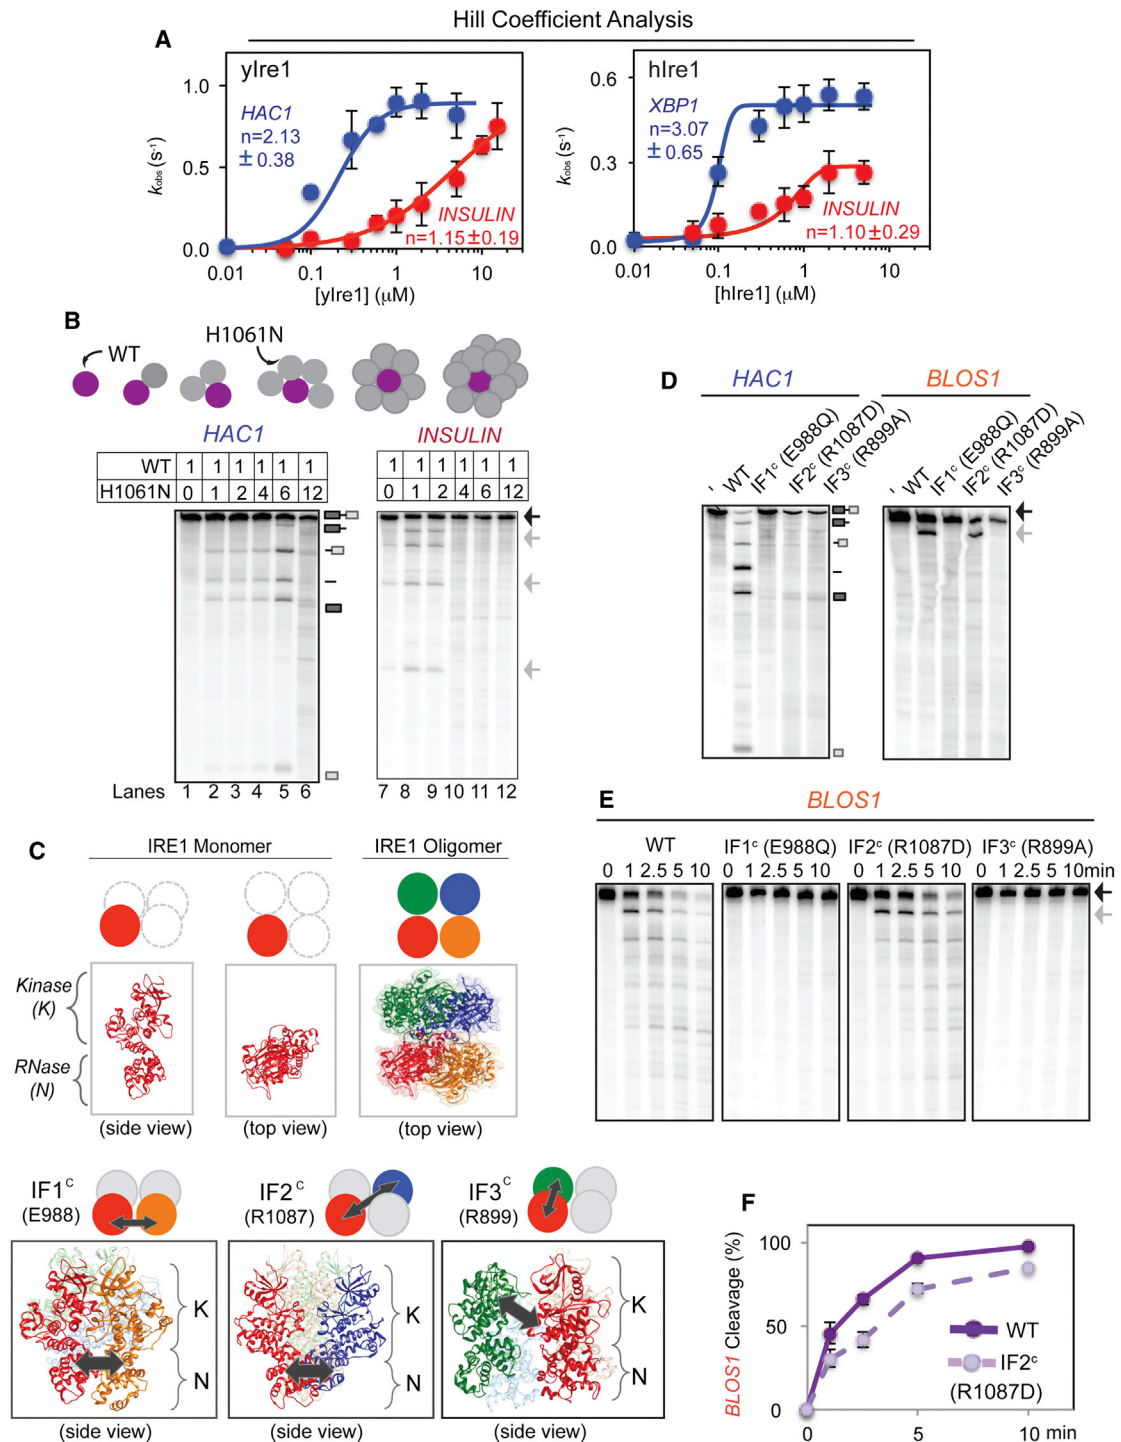 Hill Coefficient Analysis
A
yIre1
HAC1
n=2.13
± 0.38
INSULIN
n=1.15±0.19
1.0
0.5
0.0
kobs (s-1)
0.01 0.1 1 10
[yIre1] (μM)
hIre1
XBP1
n=3.07
± 0.65
INSULIN
n=1.10±0.29
0.6
0.3
0.0
kobs (s-1)
0.01 0.1 1 10
[hIre1] (μM)
B
WT
H1061N
HAC1
WT 1 1 1 1 1 1
H1061N 0 1 2 4 6 12
INSULIN
1 1 1 1 1 1
0 1 2 4 6 12
Lanes 1 2 3 4 5 6
7 8 9 10 11 12
D
HAC1
- WT IF1c (E988Q) IF2c (R1087D) IF3c (R899A)
BLOS1
- WT IF1c (E988Q) IF2c (R1087D) IF3c (R899A)
C
IRE1 Monomer
IRE1 Oligomer
Kinase
(K)
RNase
(N)
(side view)
(top view)
(top view)
IF1C
(E988)
IF2C
(R1087)
IF3C
(R899)
K
N
K
N
K
N
(side view)
(side view)
(side view)
E
BLOS1
WT
IF1c (E988Q)
IF2c (R1087D)
IF3c (R899A)
0 1 2.5 5 10
0 1 2.5 5 10
0 1 2.5 5 10
0 1 2.5 5 10min
F
BLOS1 Cleavage (%)
100
50
0
WT
IF2c
(R1087D)
0 5 10 min